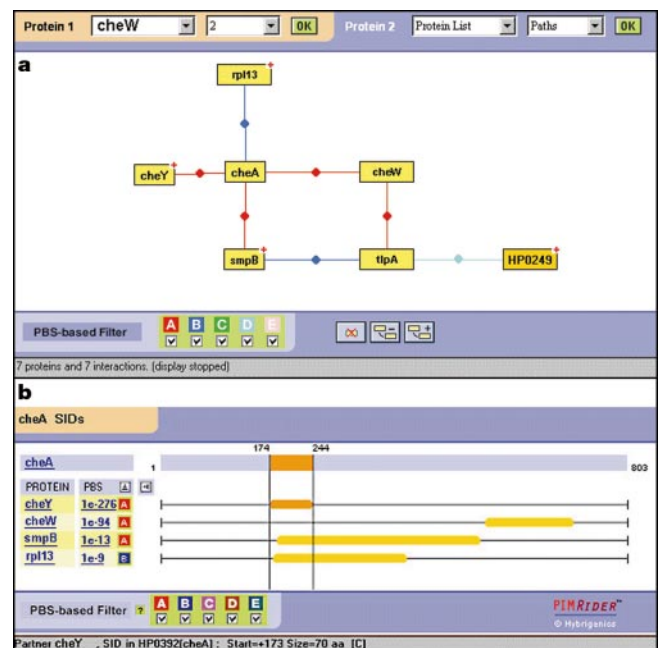 Protein 1 cheW 2 OK Protein 2 Protein List Paths OK
a
rpl13
cheY cheA cheW
smpB tlpA HP0249
PBS-based Filter A B C D E
7 proteins and 7 interactions. (display stopped)
b
cheA SIDs
174 244
cheA 1 803
PROTEIN PBS
cheY 1e-276 A
cheW 1e-94 A
smpB 1e-13 A
rpl13 1e-9 B
PBS-based Filter ? A B C D E
PIMRIDER™
© Hybrigenics
Partner cheY , SID in HP0392(cheA) : Start=+173 Size=70 aa [C]